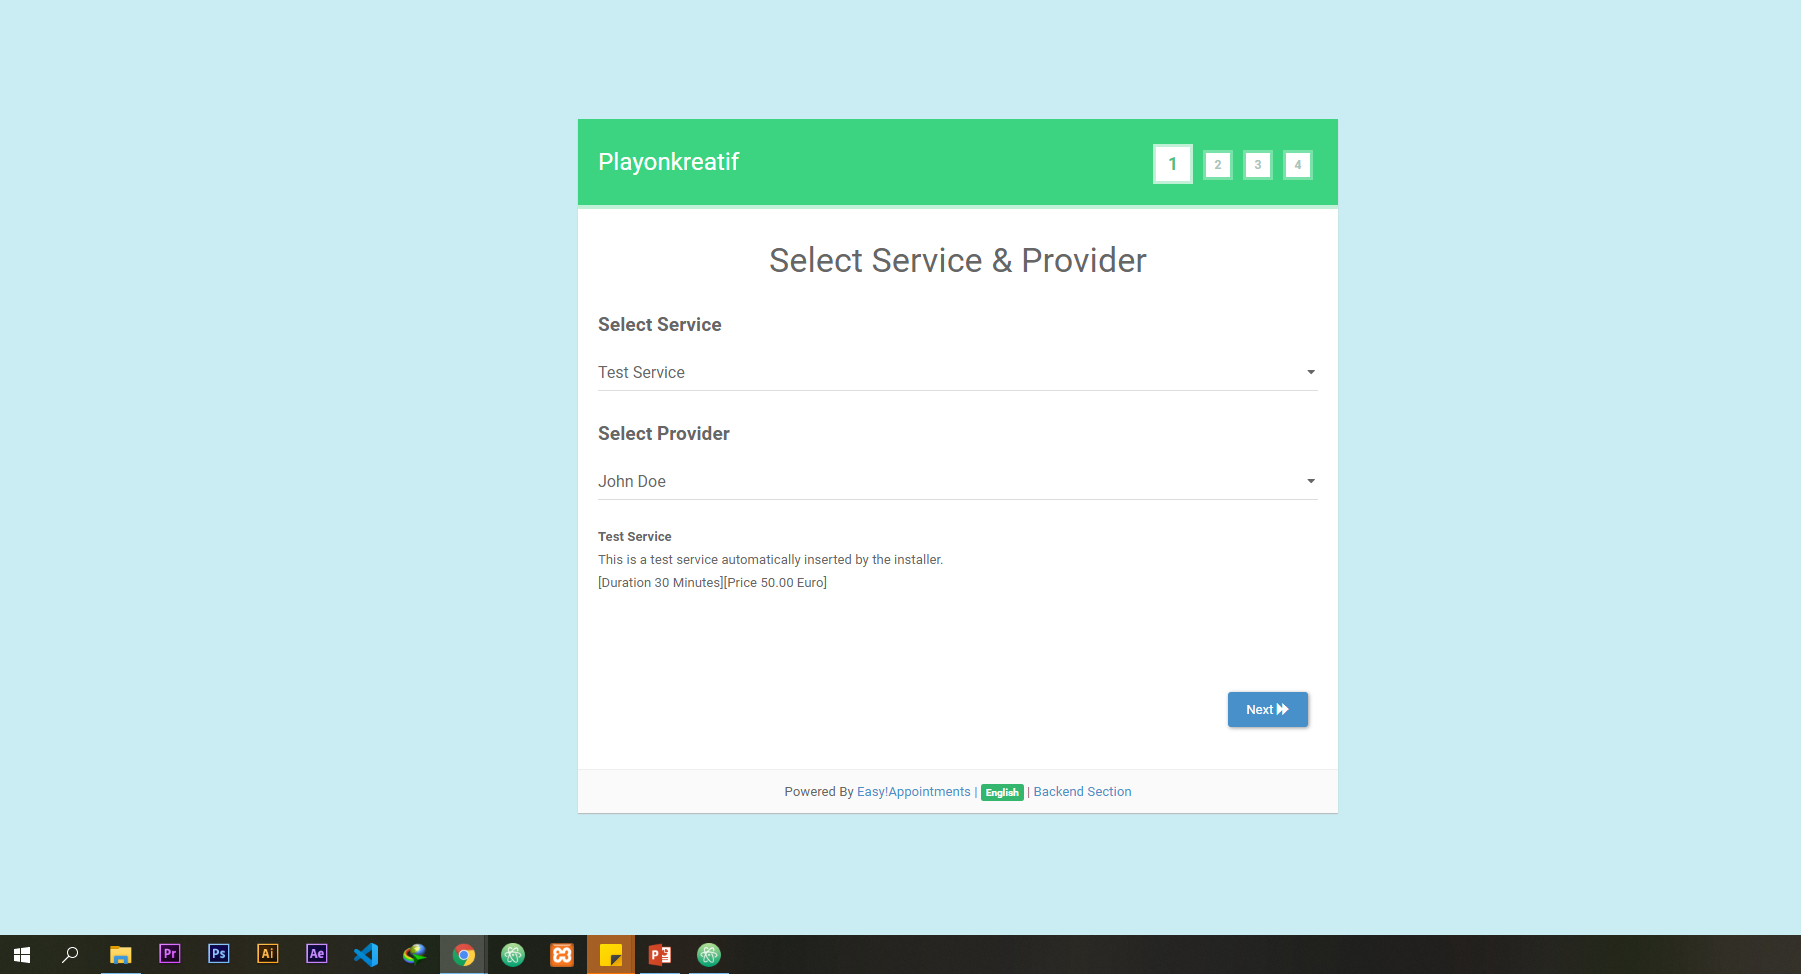 Playonkreatif
1 2 3 4
Select Service & Provider
Select Service
Test Service
Select Provider
John Doe
Test Service
This is a test service automatically inserted by the installer.
[Duration 30 Minutes][Price 50.00 Euro]
Next
Powered By Easy!Appointments | English | Backend Section
Pr Ps Ai Ae P